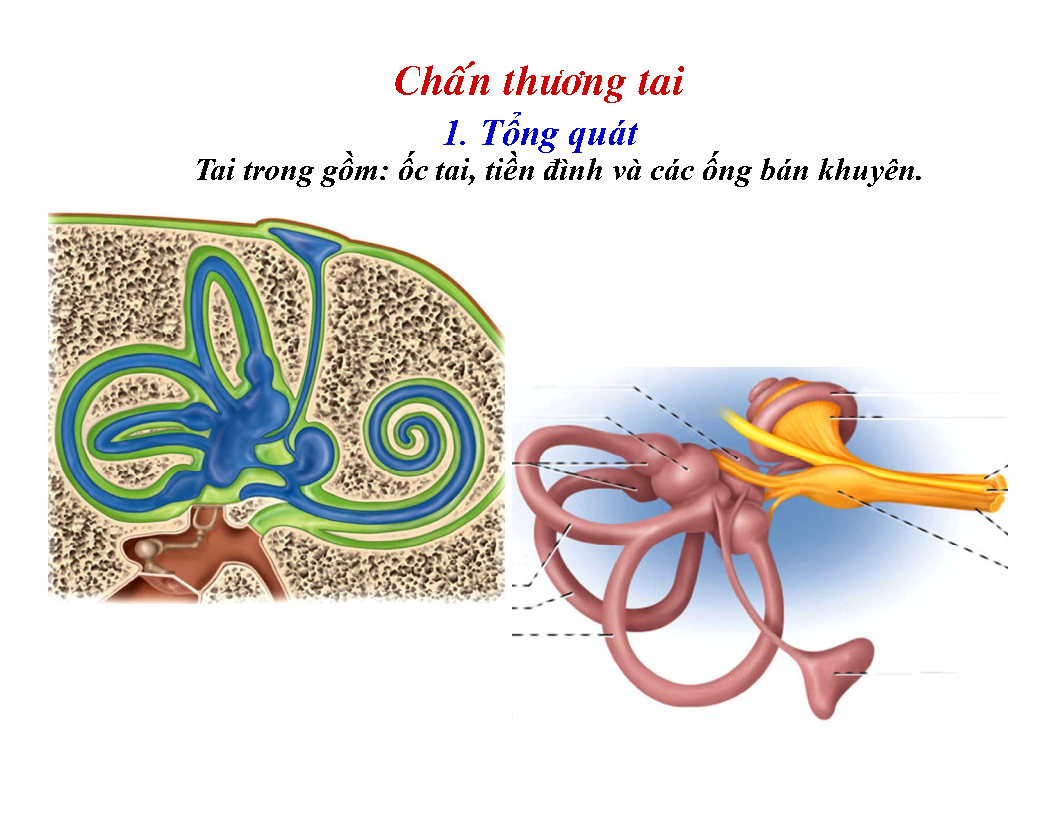 Chấn thương tai
1. Tổng quát
Tai trong gồm: ốc tai, tiền đình và các ống bán khuyên.